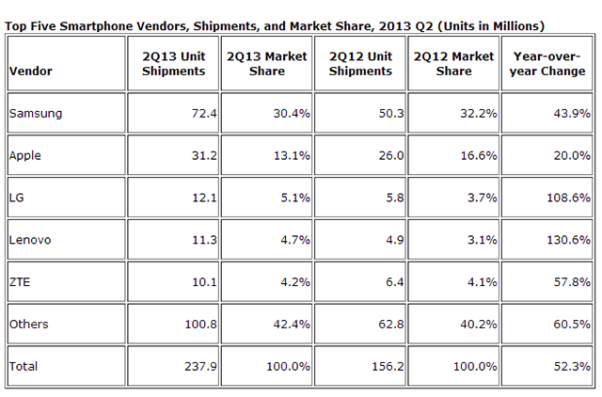 Top Five Smartphone Vendors, Shipments, and Market Share, 2013 Q2 (Units in Millions)
Vendor 2Q13 Unit Shipments 2Q13 Market Share 2Q12 Unit Shipments 2Q12 Market Share Year-over-year Change
Samsung 72.4 30.4% 50.3 32.2% 43.9%
Apple 31.2 13.1% 26.0 16.6% 20.0%
LG 12.1 5.1% 5.8 3.7% 108.6%
Lenovo 11.3 4.7% 4.9 3.1% 130.6%
ZTE 10.1 4.2% 6.4 4.1% 57.8%
Others 100.8 42.4% 62.8 40.2% 60.5%
Total 237.9 100.0% 156.2 100.0% 52.3%